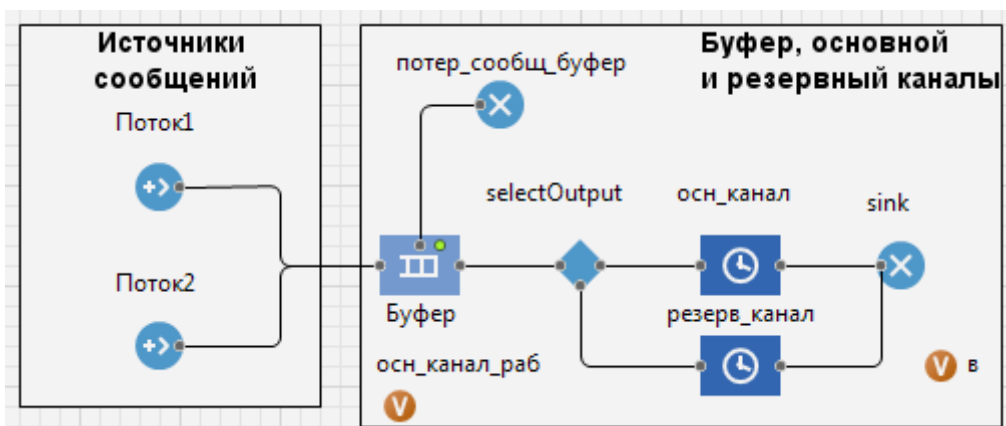 Источники
сообщений
Буфер, основной
и резервный каналы
потер_сообщ_буфер
Поток1
selectOutput
осн_канал
sink
Поток2
Буфер
резерв_канал
осн_канал_раб
V
V в